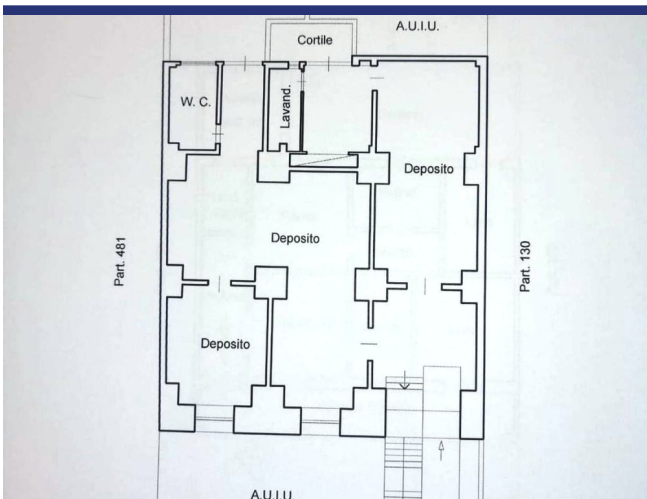 A.U.I.U.
Cortile
W. C.
Lavand.
Deposito
Deposito
Part. 481
Part. 130
Deposito
A.U.I.U.